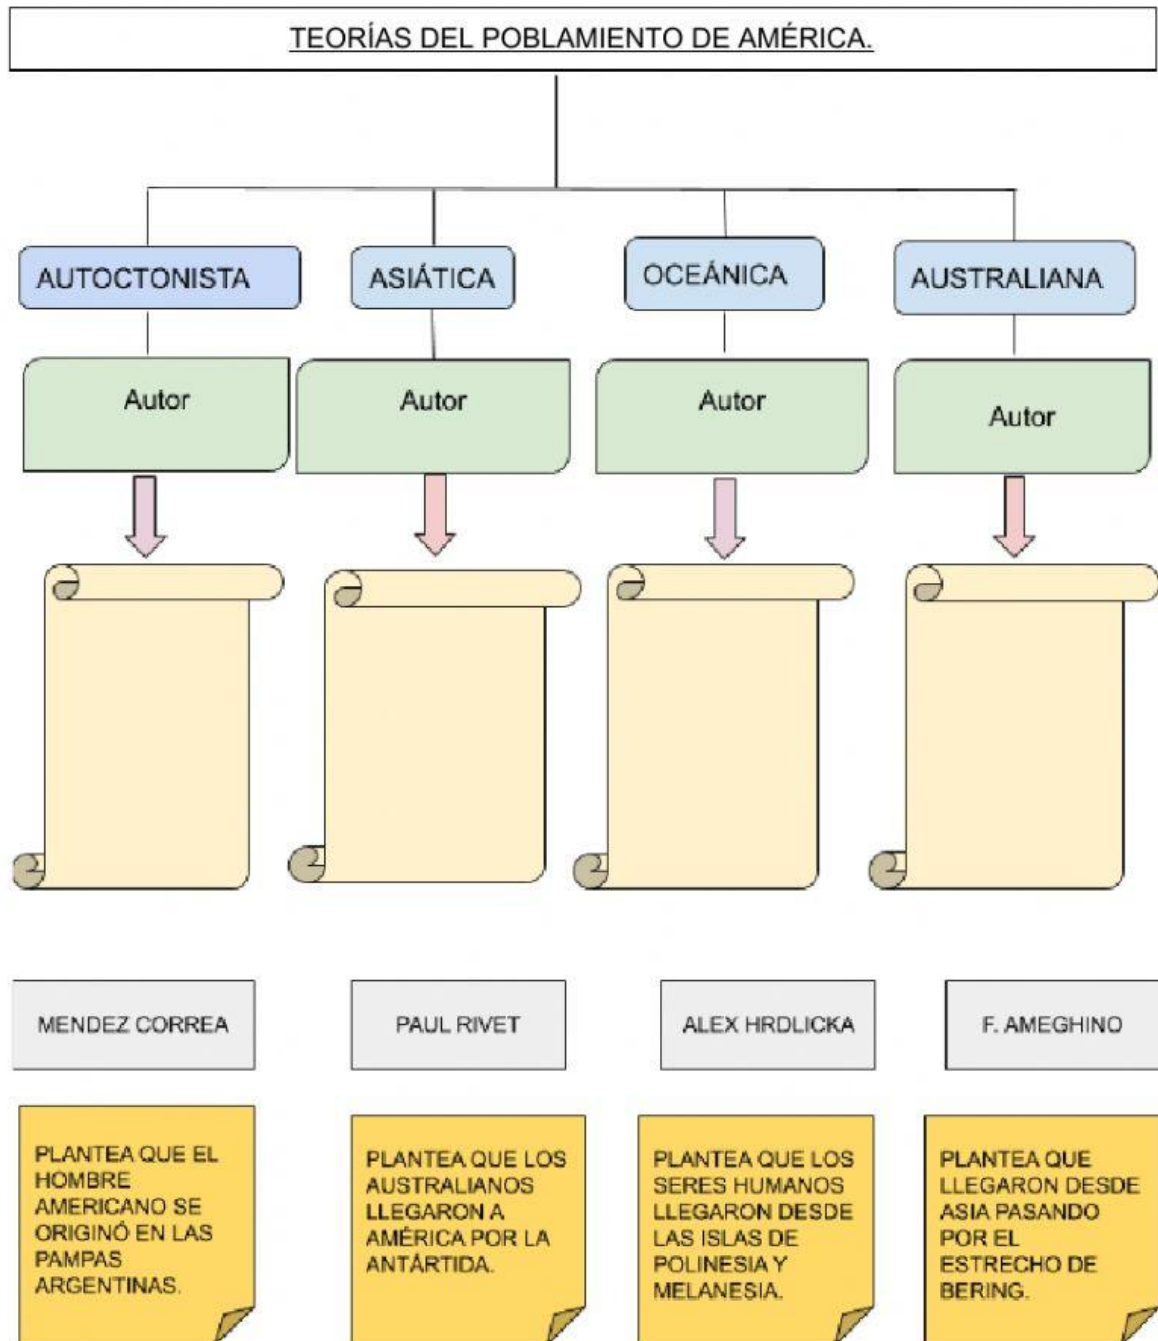 TEORÍAS DEL POBLAMIENTO DE AMÉRICA.
AUTOCTONISTA
ASIÁTICA
OCEÁNICA
AUSTRALIANA
Autor
Autor
Autor
Autor
MENDEZ CORREA
PAUL RIVET
ALEX HRDLICKA
F. AMEGHINO
PLANTEA QUE EL
HOMBRE
AMERICANO SE
ORIGINÓ EN LAS
PAMPAS
ARGENTINAS.
PLANTEA QUE LOS
AUSTRALIANOS
LLEGARON A
AMÉRICA POR LA
ANTÁRTIDA.
PLANTEA QUE LOS
SERES HUMANOS
LLEGARON DESDE
LAS ISLAS DE
POLINESIA Y
MELANESIA.
PLANTEA QUE
LLEGARON DESDE
ASIA PASANDO
POR EL
ESTRECHO DE
BERING.